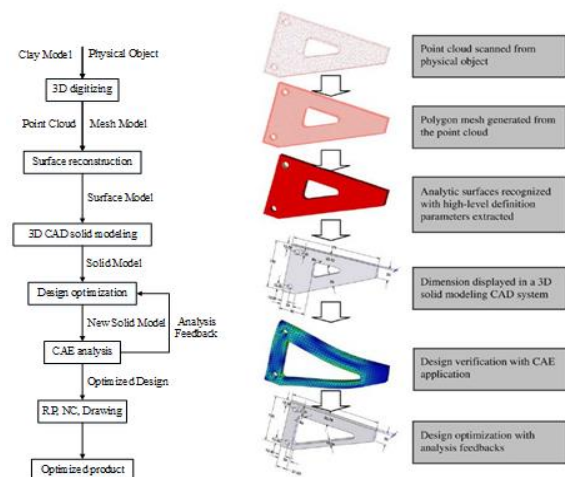 Clay Model Physical Object
3D digitizing
Point Cloud Mesh Model
Surface reconstruction
Surface Model
3D CAD solid modeling
Solid Model
Design optimization
New Solid Model
Analysis
Feedback
CAE analysis
Optimized Design
RP, NC, Drawing
Optimized product
Point cloud scanned from
physical object
Polygon mesh generated from
the point cloud
Analytic surfaces recognized
with high-level definition
parameters extracted
Dimension displayed in a 3D
solid modeling CAD system
Design verification with CAE
application
Design optimization with
analysis feedbacks